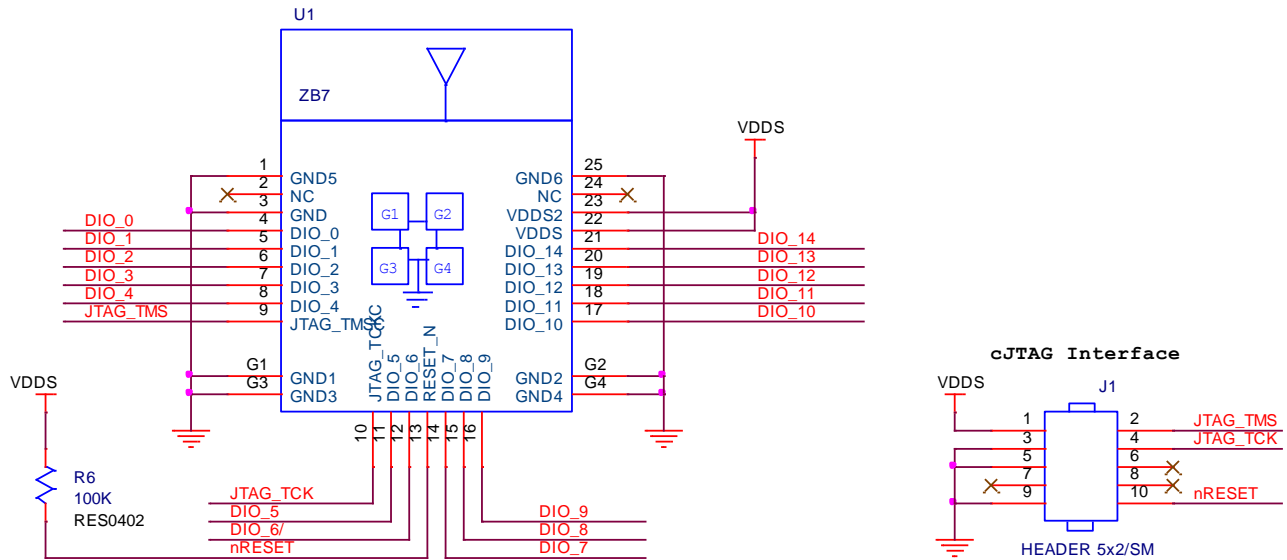 U1
ZB7
VDDS
1
GND5
25
GND6
2
NC
24
NC
3
GND
23
VDDS2
DIO_0
4
DIO_0
22
VDDS
DIO_1
5
DIO_1
21
DIO_14
DIO_14
DIO_2
6
DIO_2
20
DIO_13
DIO_13
DIO_3
7
DIO_3
19
DIO_12
DIO_12
DIO_4
8
DIO_4
18
DIO_11
DIO_11
JTAG_TMS
9
JTAG_TMSC
17
DIO_10
DIO_10
G1
G2
G3
G4
G1
GND1
G2
GND2
G3
GND3
G4
GND4
JTAG_TCKC
DIO_5
DIO_6
RESET_N
DIO_7
DIO_8
DIO_9
10
11
12
13
14
15
16
VDDS
R6
100K
RES0402
JTAG_TCK
DIO_5
DIO_6/
nRESET
DIO_9
DIO_8
DIO_7
cJTAG Interface
VDDS
J1
1
2
JTAG_TMS
3
4
JTAG_TCK
5
6
7
8
9
10
nRESET
HEADER 5x2/SM